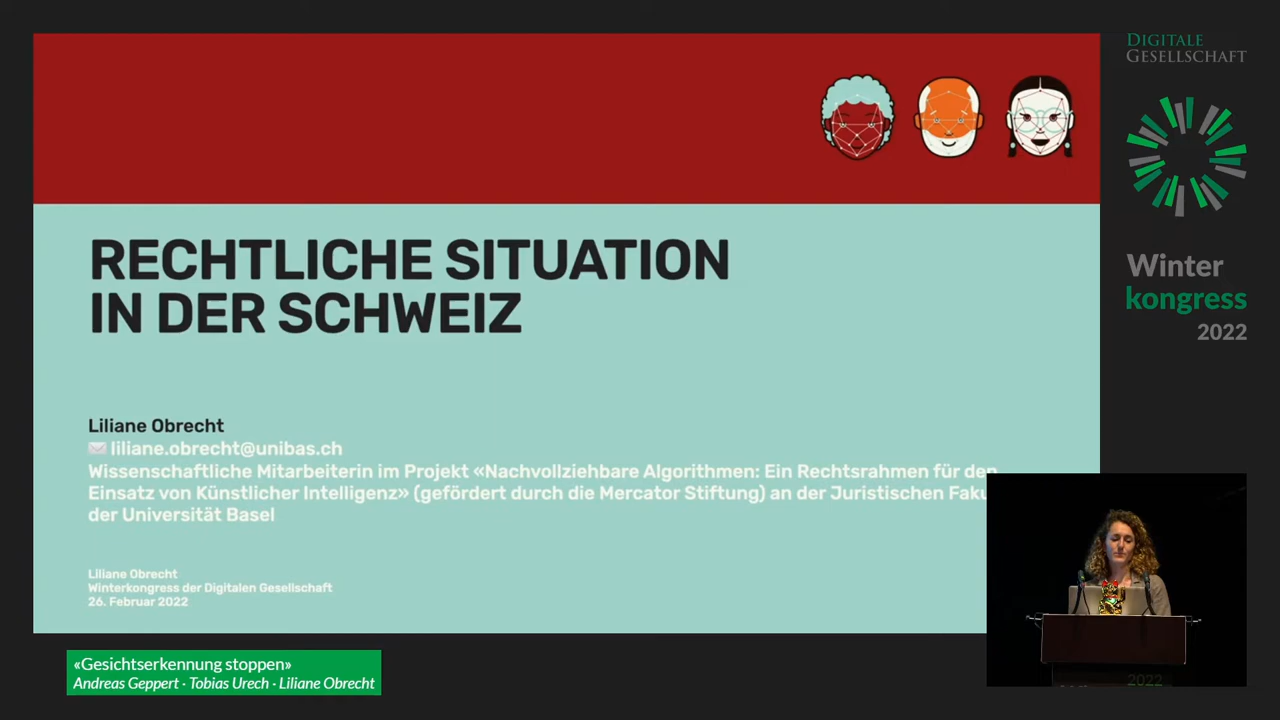 DIGITALE
GESELLSCHAFT
Winter
kongress
2022
RECHTLICHE SITUATION
IN DER SCHWEIZ
Liliane Obrecht
liliane.obrecht@unibas.ch
Wissenschaftliche Mitarbeiterin im Projekt «Nachvollziehbare Algorithmen: Ein Rechtsrahmen für den
Einsatz von Künstlicher Intelligenz» (gefördert durch die Mercator Stiftung) an der Juristischen Faku
der Universität Basel
Liliane Obrecht
Winterkongress der Digitalen Gesellschaft
26. Februar 2022
2022
«Gesichtserkennung stoppen»
Andreas Geppert · Tobias Urech · Liliane Obrecht